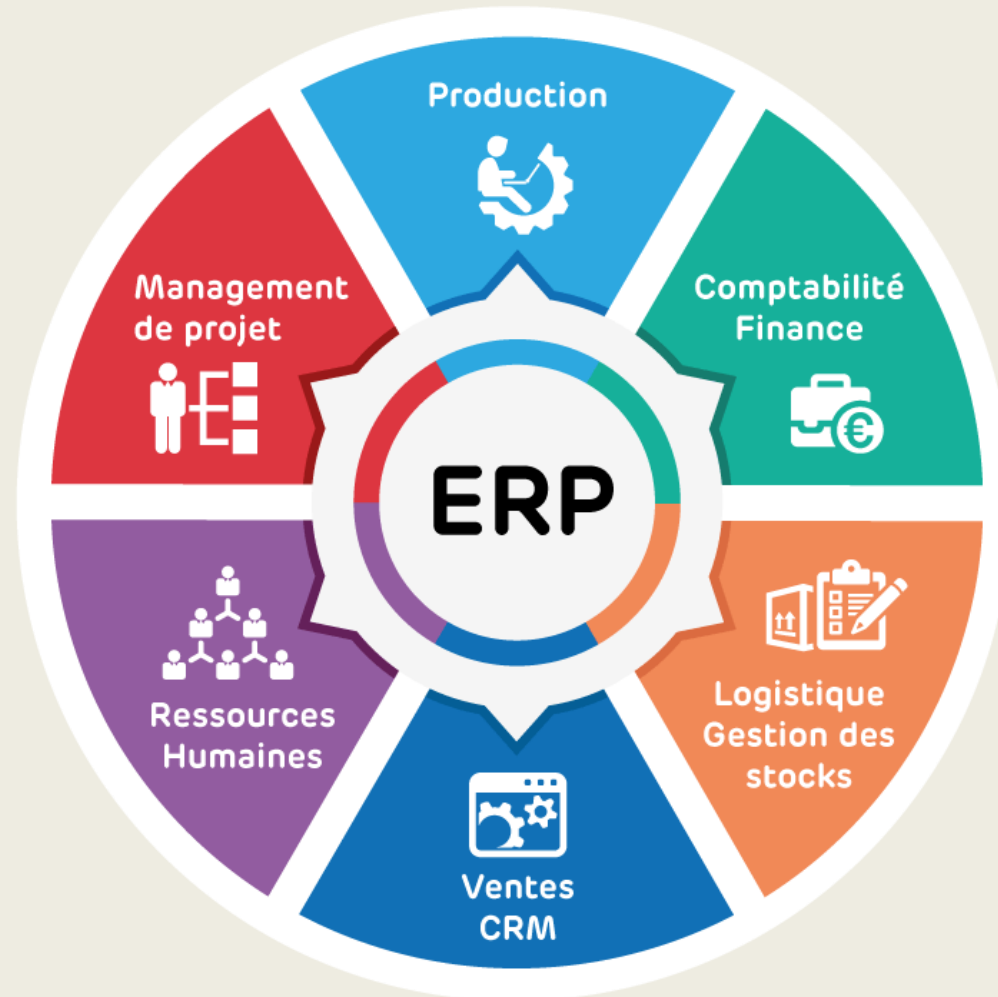 Production
Comptabilité
Finance
Logistique
Gestion des
stocks
Ventes
CRM
Ressources
Humaines
Management
de projet
ERP